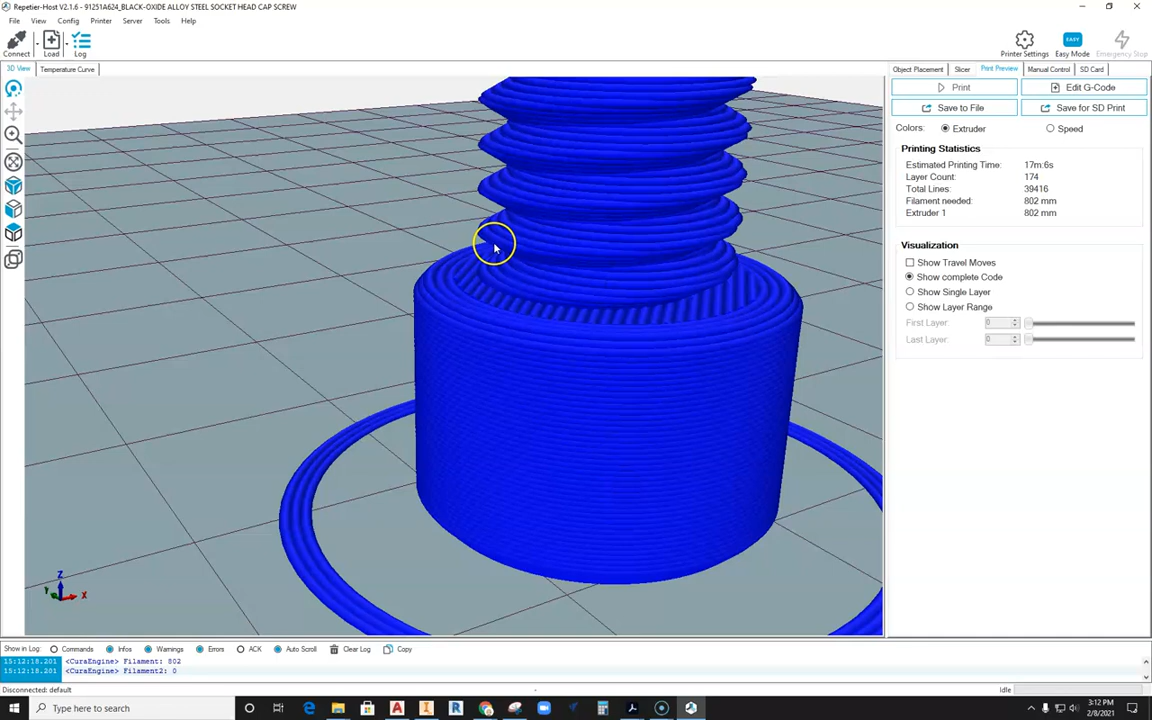 Repetier-Host V2.1.6 - 91251A624_BLACK-OXIDE ALLOY STEEL SOCKET HEAD CAP SCREW
File View Config Printer Server Tools Help
Connect Load Log Printer Settings Easy Mode Emergency Stop
EASY
3D View Temperature Curve Object Placement Slicer Print Preview Manual Control SD Card
Print Edit G-Code
Save to File Save for SD Print
Colors: Extruder Speed
Printing Statistics
Estimated Printing Time: 17m:6s
Layer Count: 174
Total Lines: 39416
Filament needed: 802 mm
Extruder 1 802 mm
Visualization
Show Travel Moves
Show complete Code
Show Single Layer
Show Layer Range
First Layer: 0
Last Layer: 0
Z
Y X
Show in Log: Commands Infos Warnings Errors ACK Auto Scroll Clear Log Copy
15:12:18.201 <CuraEngine> Filament: 802
15:12:18.201 <CuraEngine> Filament2: 0
Disconnected: default Idle
Type here to search
3:12 PM
2/8/2021